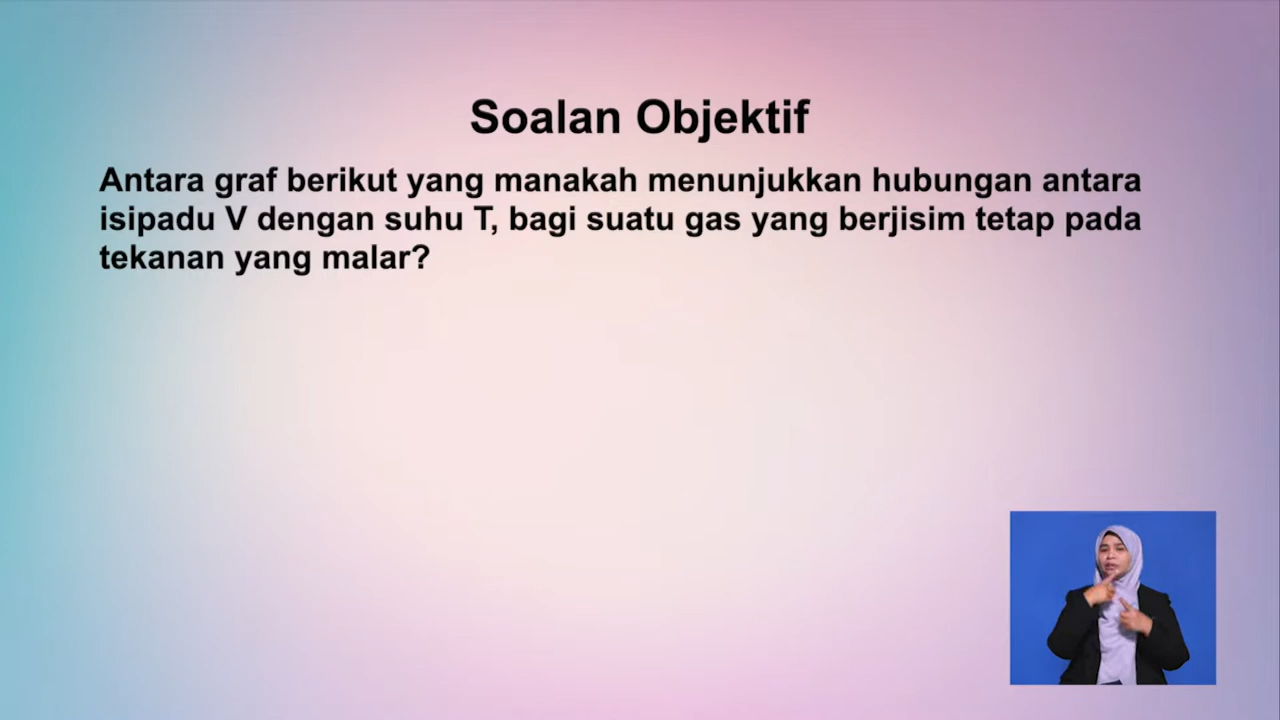 Soalan Objektif
Antara graf berikut yang manakah menunjukkan hubungan antara
isipadu V dengan suhu T, bagi suatu gas yang berjisim tetap pada
tekanan yang malar?